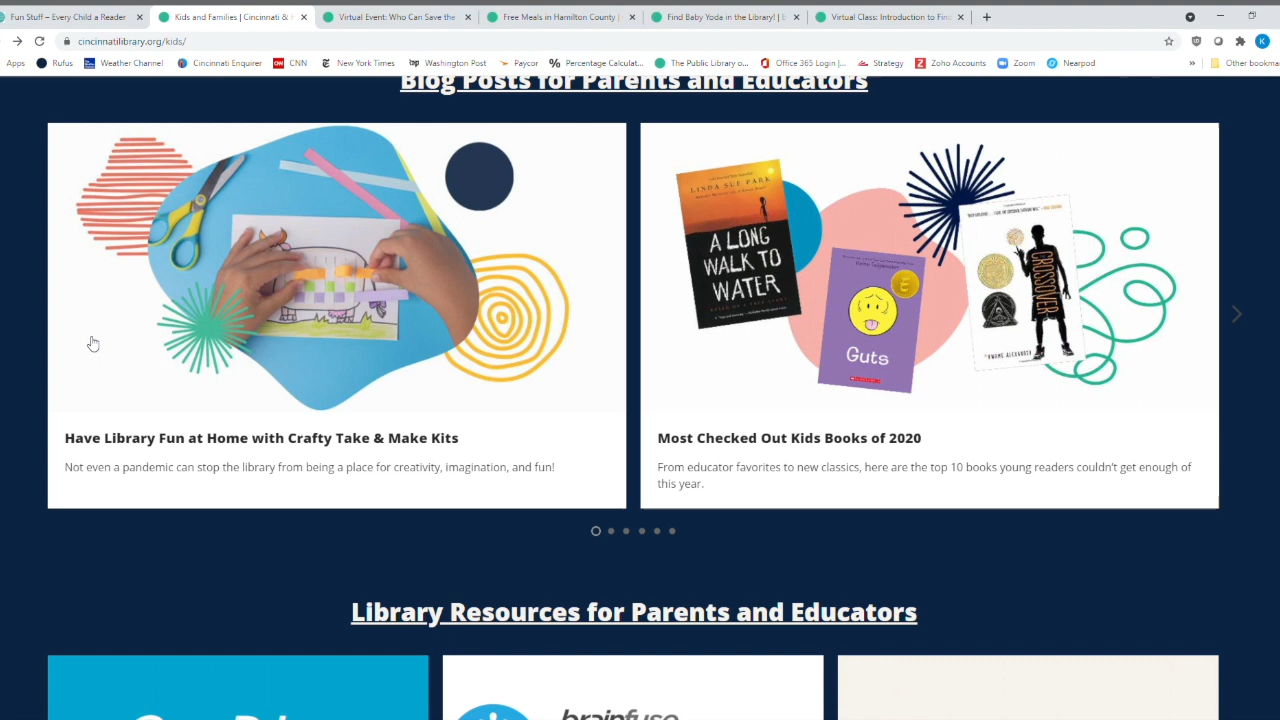 Fun Stuff – Every Child a Reader
Kids and Families | Cincinnati &
Virtual Event: Who Can Save the
Free Meals in Hamilton County |
Find Baby Yoda in the Library! | B
Virtual Class: Introduction to Fin
cincinnatilibrary.org/kids/
K
Apps
Rufus
Weather Channel
Cincinnati Enquirer
CNN
New York Times
Washington Post
Paycor
Percentage Calculat...
The Public Library o...
Office 365 Login |...
Strategy
Zoho Accounts
Zoom
Nearpod
»
Other bookma
Blog Posts for Parents and Educators
LINDA SUE PARK
A LONG
WALK TO
WATER
Guts
SCHOLASTIC
CROSSOVER
KWAME ALEXANDER
Have Library Fun at Home with Crafty Take & Make Kits
Not even a pandemic can stop the library from being a place for creativity, imagination, and fun!
Most Checked Out Kids Books of 2020
From educator favorites to new classics, here are the top 10 books young readers couldn't get enough of
this year.
Library Resources for Parents and Educators
brainfuse